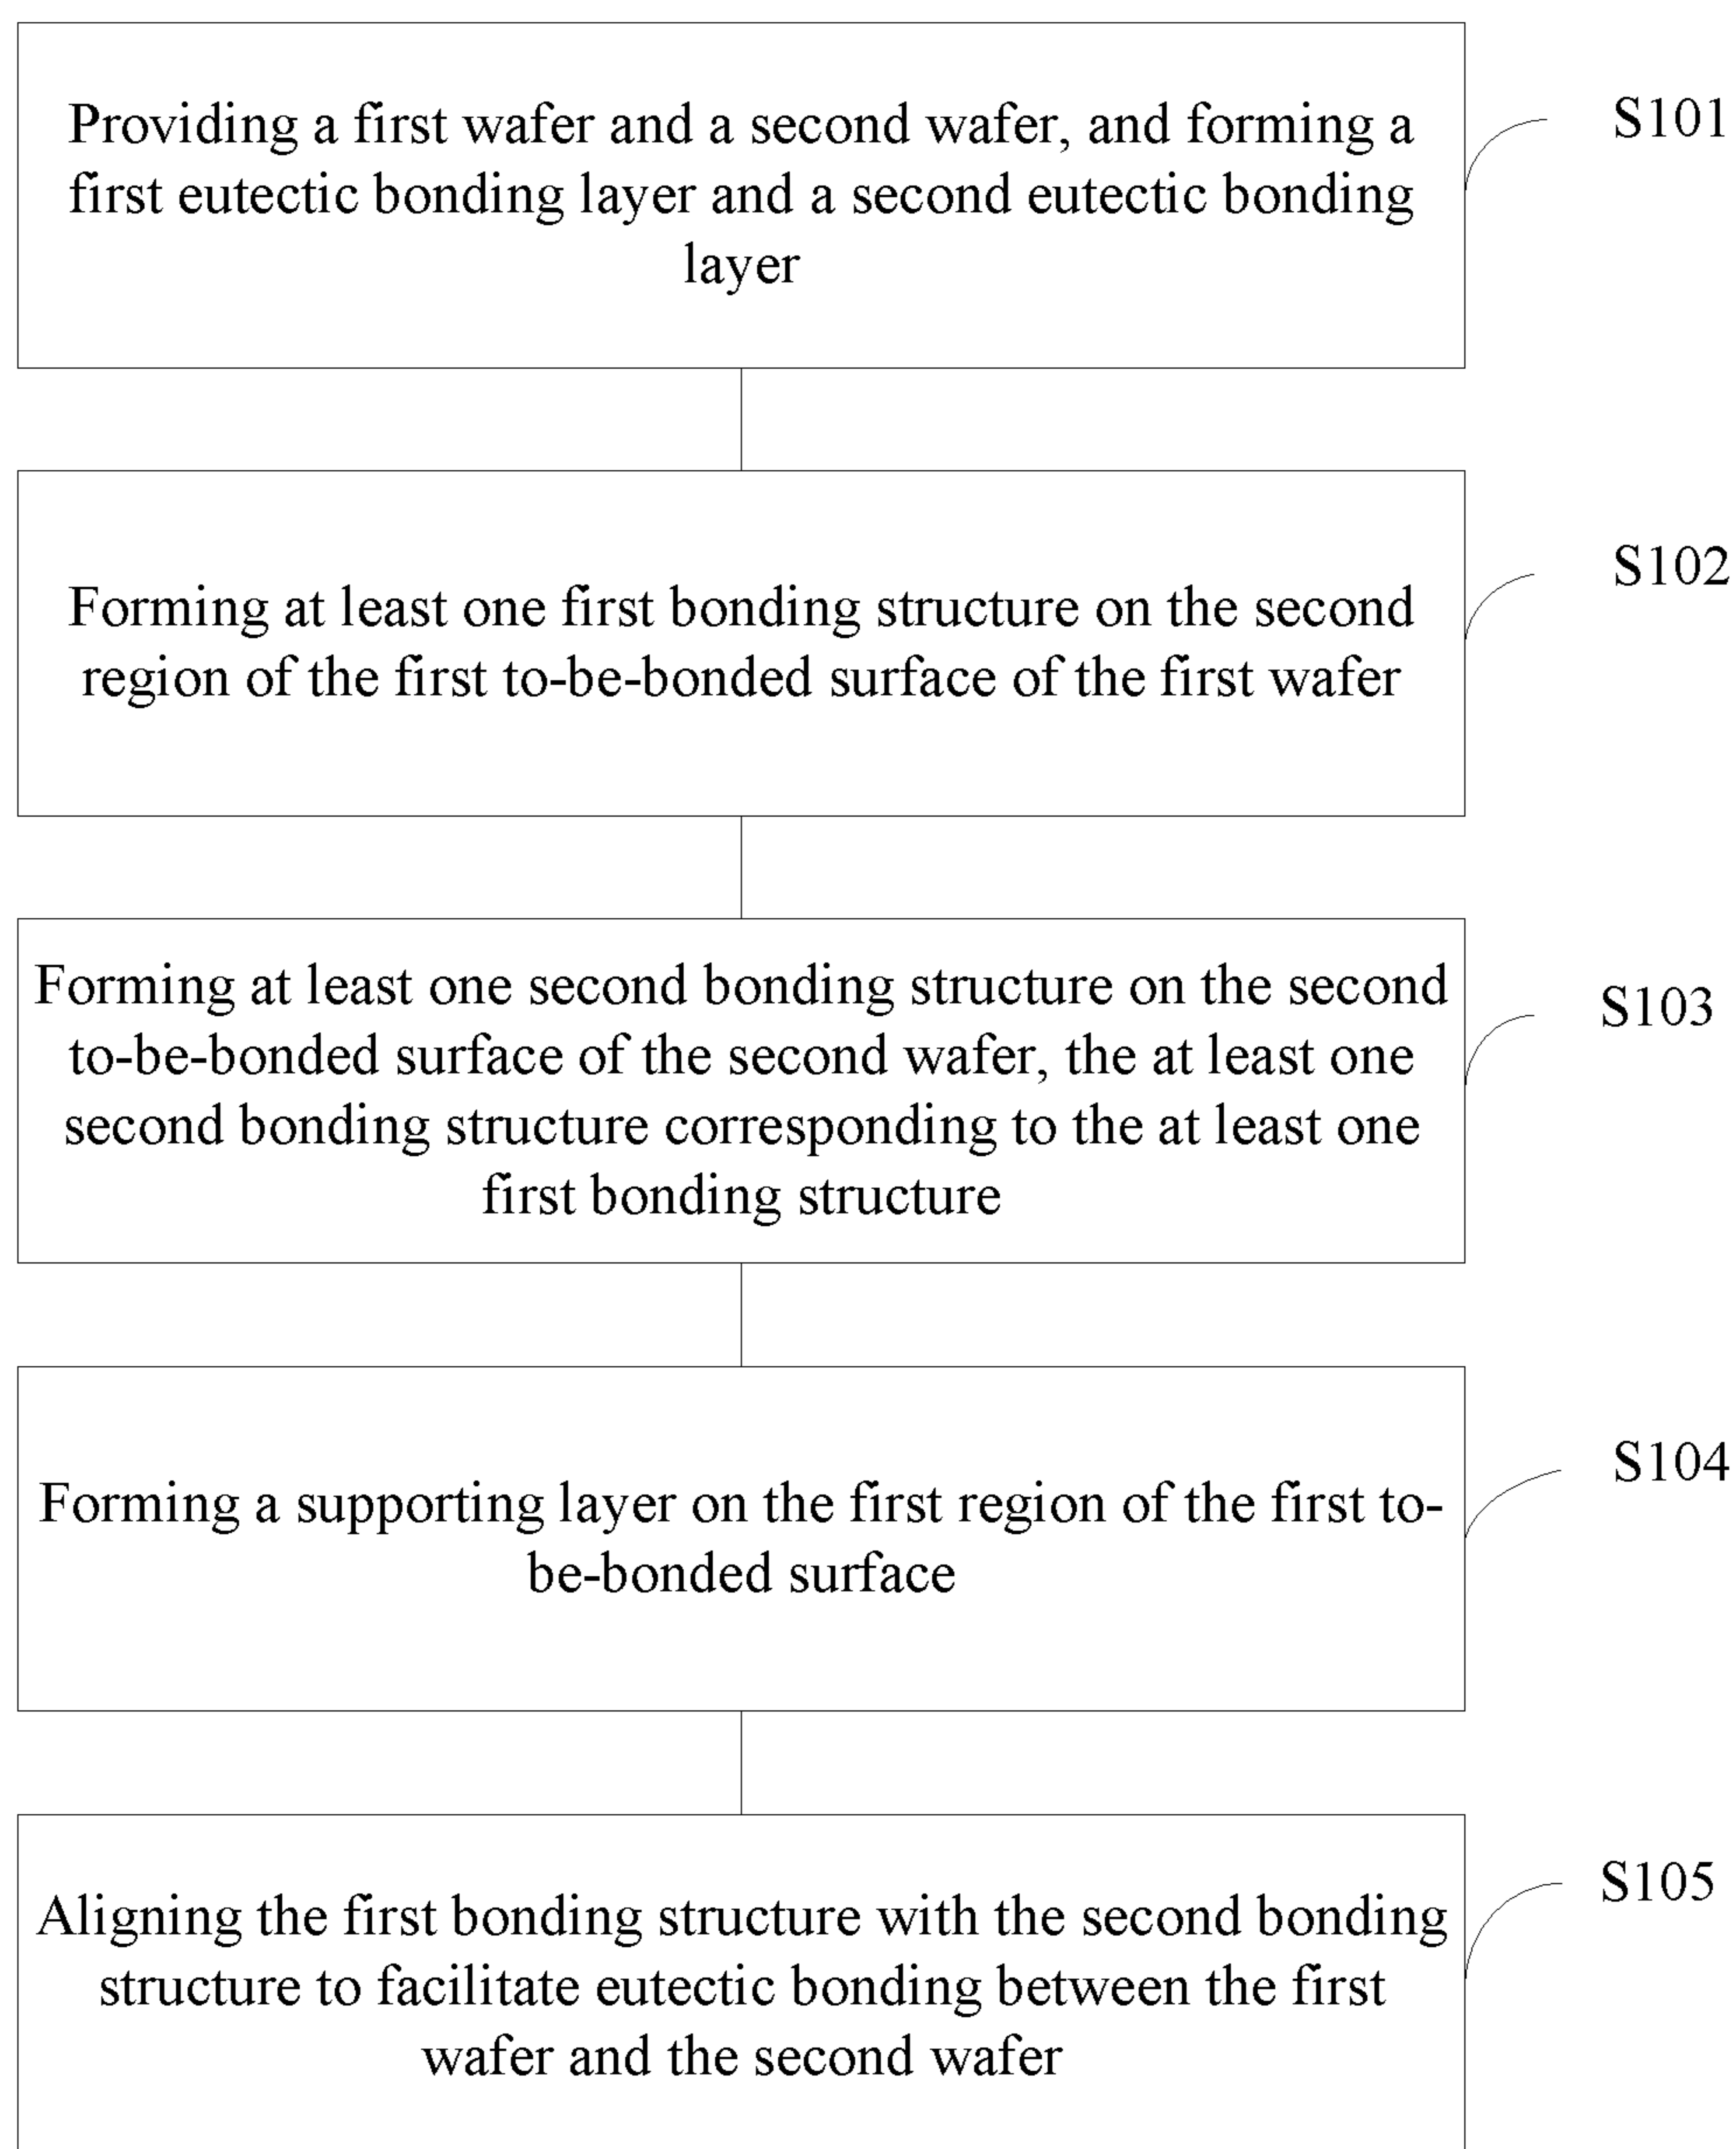 Providing a first wafer and a second wafer, and forming a
first eutectic bonding layer and a second eutectic bonding
layer
S101
Forming at least one first bonding structure on the second
region of the first to-be-bonded surface of the first wafer
S102
Forming at least one second bonding structure on the second
to-be-bonded surface of the second wafer, the at least one
second bonding structure corresponding to the at least one
first bonding structure
S103
Forming a supporting layer on the first region of the first to-
be-bonded surface
S104
Aligning the first bonding structure with the second bonding
structure to facilitate eutectic bonding between the first
wafer and the second wafer
S105